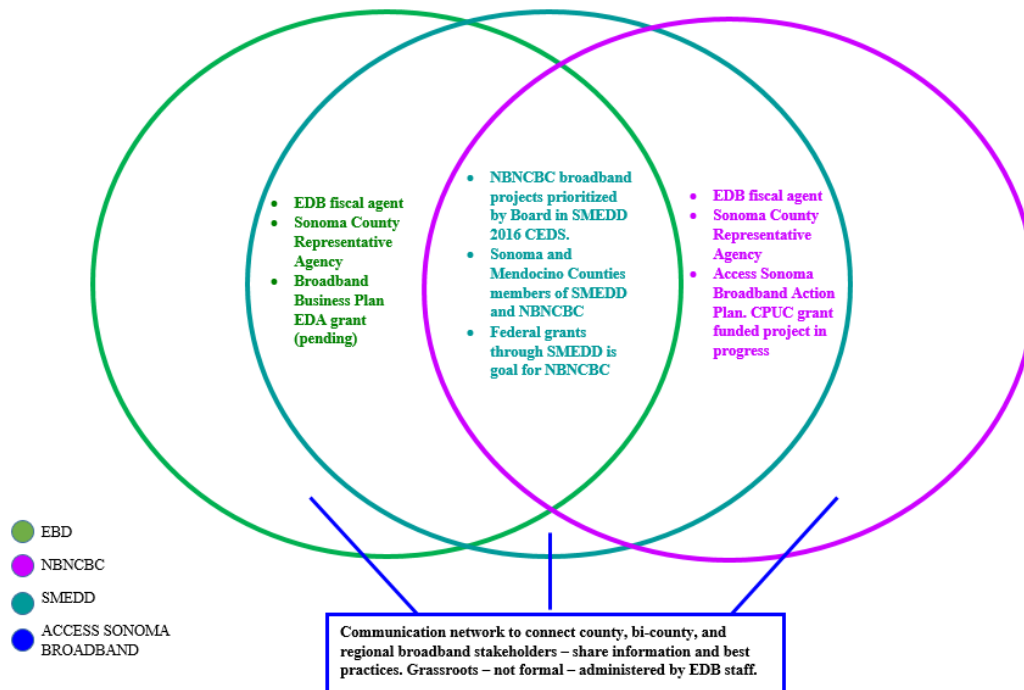 • EDB fiscal agent
• Sonoma County
Representative
Agency
• Broadband
Business Plan
EDA grant
(pending)
• NBNCBC broadband
projects prioritized
by Board in SMEDD
2016 CEDS.
• Sonoma and
Mendocino Counties
members of SMEDD
and NBNCBC
• Federal grants
through SMEDD is
goal for NBNCBC
• EDB fiscal agent
• Sonoma County
Representative
Agency
• Access Sonoma
Broadband Action
Plan. CPUC grant
funded project in
progress
EBD
NBNCBC
SMEDD
ACCESS SONOMA
BROADBAND
Communication network to connect county, bi-county, and
regional broadband stakeholders – share information and best
practices. Grassroots – not formal – administered by EDB staff.